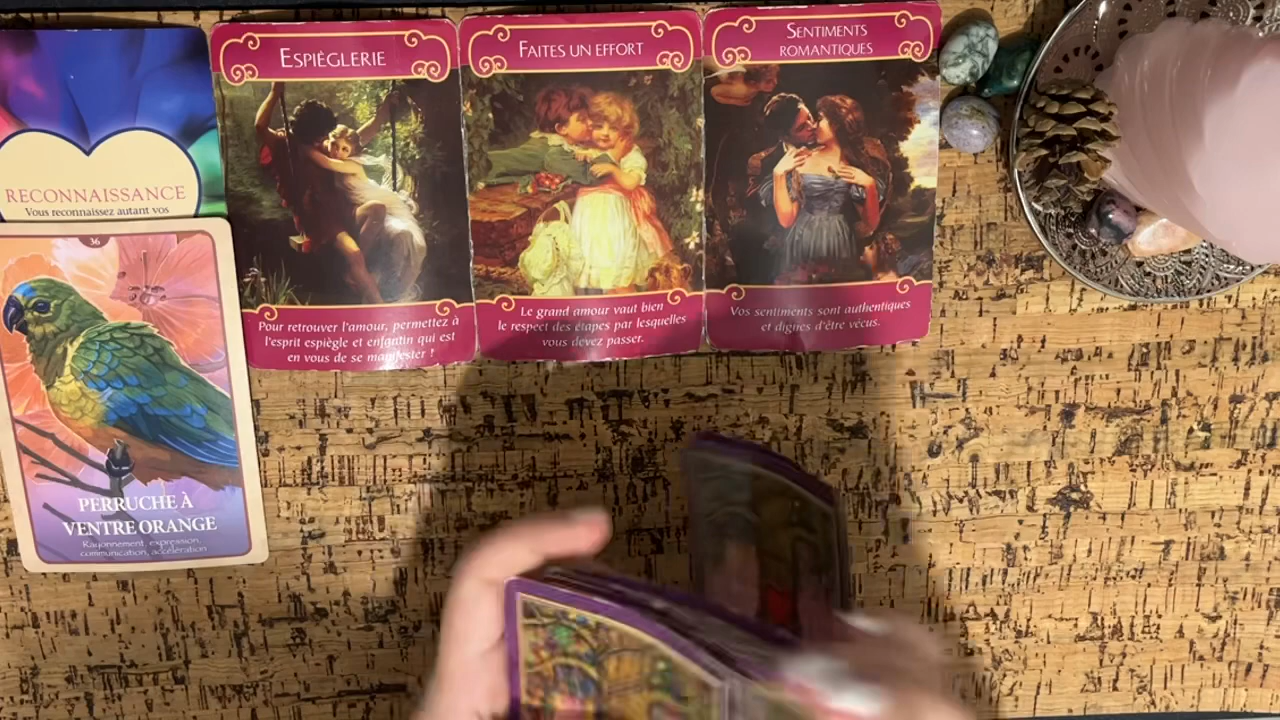 RECONNAISSANCE
Vous reconnaissez autant vos
36
PERRUCHE À
VENTRE ORANGE
Raisonnement, expression,
communication, accélération
ESPIÈGLERIE
Pour retrouver l'amour, permettez à
l'esprit espiègle et enfantin qui est
en vous de se manifester !
FAITES UN EFFORT
Le grand amour vaut bien
le respect des étapes par lesquelles
vous devez passer.
SENTIMENTS
ROMANTIQUES
Vos sentiments sont authentiques
et dignes d'être vécus.